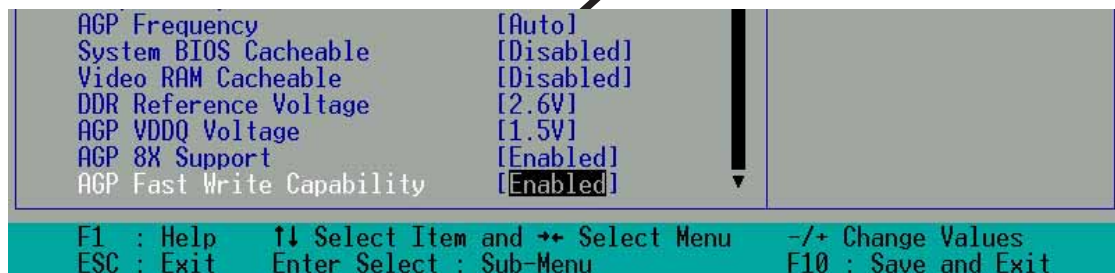 AGP Frequency [Auto]
System BIOS Cacheable [Disabled]
Video RAM Cacheable [Disabled]
DDR Reference Voltage [2.6V]
AGP VDDQ Voltage [1.5V]
AGP 8X Support [Enabled]
AGP Fast Write Capability [Enabled]
F1 : Help ↑↓ Select Item and →← Select Menu -/+ Change Values
ESC : Exit Enter Select : Sub-Menu F10 : Save and Exit